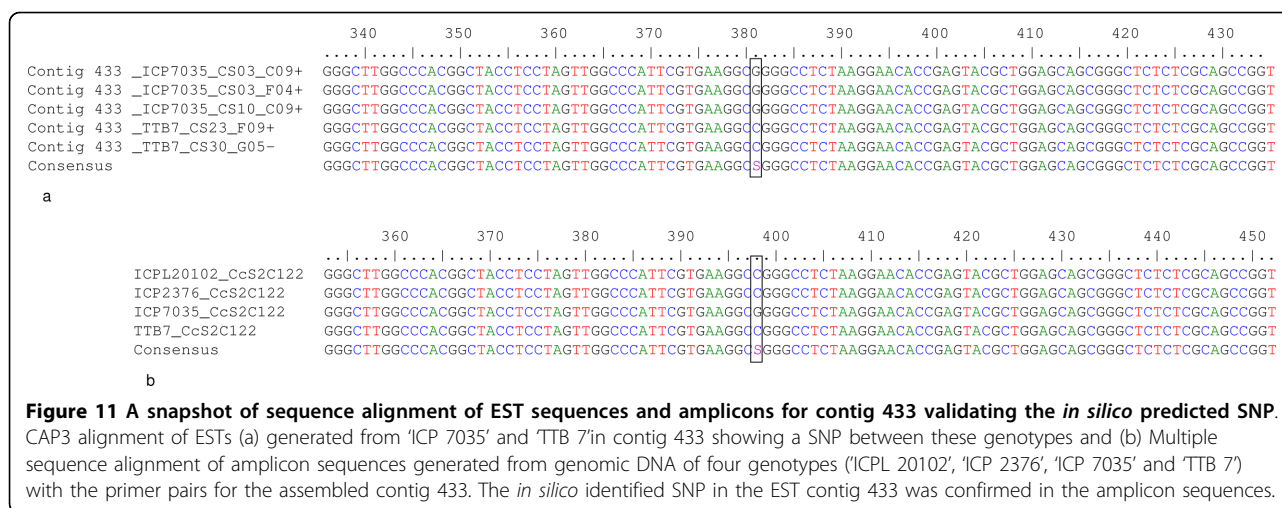 340 350 360 370 380 390 400 410 420 430
Contig 433 _ICP7035_CS03_C09+ GGGCTTGGCCCACGGCTACCTCCTAGTTGGCCCATTCGTGAAGGCGGGGCCTCTAAGGAACACCGAGTACGCTGGAGCAGCGGGCTCTCTCGCAGCCGGT
Contig 433 _ICP7035_CS03_F04+ GGGCTTGGCCCACGGCTACCTCCTAGTTGGCCCATTCGTGAAGGCGGGGCCTCTAAGGAACACCGAGTACGCTGGAGCAGCGGGCTCTCTCGCAGCCGGT
Contig 433 _ICP7035_CS10_C09+ GGGCTTGGCCCACGGCTACCTCCTAGTTGGCCCATTCGTGAAGGCGGGGCCTCTAAGGAACACCGAGTACGCTGGAGCAGCGGGCTCTCTCGCAGCCGGT
Contig 433 _TTB7_CS23_F09+ GGGCTTGGCCCACGGCTACCTCCTAGTTGGCCCATTCGTGAAGGCCGGGCCTCTAAGGAACACCGAGTACGCTGGAGCAGCGGGCTCTCTCGCAGCCGGT
Contig 433 _TTB7_CS30_G05- GGGCTTGGCCCACGGCTACCTCCTAGTTGGCCCATTCGTGAAGGCCGGGCCTCTAAGGAACACCGAGTACGCTGGAGCAGCGGGCTCTCTCGCAGCCGGT
Consensus GGGCTTGGCCCACGGCTACCTCCTAGTTGGCCCATTCGTGAAGGCSGGGCCTCTAAGGAACACCGAGTACGCTGGAGCAGCGGGCTCTCTCGCAGCCGGT
a
360 370 380 390 400 410 420 430 440 450
ICPL20102_CcS2C122 GGGCTTGGCCCACGGCTACCTCCTAGTTGGCCCATTCGTGAAGGCCGGGCCTCTAAGGAACACCGAGTACGCTGGAGCAGCGGGCTCTCTCGCAGCCGGT
ICP2376_CcS2C122 GGGCTTGGCCCACGGCTACCTCCTAGTTGGCCCATTCGTGAAGGCCGGGCCTCTAAGGAACACCGAGTACGCTGGAGCAGCGGGCTCTCTCGCAGCCGGT
ICP7035_CcS2C122 GGGCTTGGCCCACGGCTACCTCCTAGTTGGCCCATTCGTGAAGGCGGGGCCTCTAAGGAACACCGAGTACGCTGGAGCAGCGGGCTCTCTCGCAGCCGGT
TTB7_CcS2C122 GGGCTTGGCCCACGGCTACCTCCTAGTTGGCCCATTCGTGAAGGCCGGGCCTCTAAGGAACACCGAGTACGCTGGAGCAGCGGGCTCTCTCGCAGCCGGT
Consensus GGGCTTGGCCCACGGCTACCTCCTAGTTGGCCCATTCGTGAAGGCSGGGCCTCTAAGGAACACCGAGTACGCTGGAGCAGCGGGCTCTCTCGCAGCCGGT
b
Figure 11 A snapshot of sequence alignment of EST sequences and amplicons for contig 433 validating the in silico predicted SNP.
CAP3 alignment of ESTs (a) generated from 'ICP 7035' and 'TTB 7'in contig 433 showing a SNP between these genotypes and (b) Multiple
sequence alignment of amplicon sequences generated from genomic DNA of four genotypes ('ICPL 20102', 'ICP 2376', 'ICP 7035' and 'TTB 7')
with the primer pairs for the assembled contig 433. The in silico identified SNP in the EST contig 433 was confirmed in the amplicon sequences.